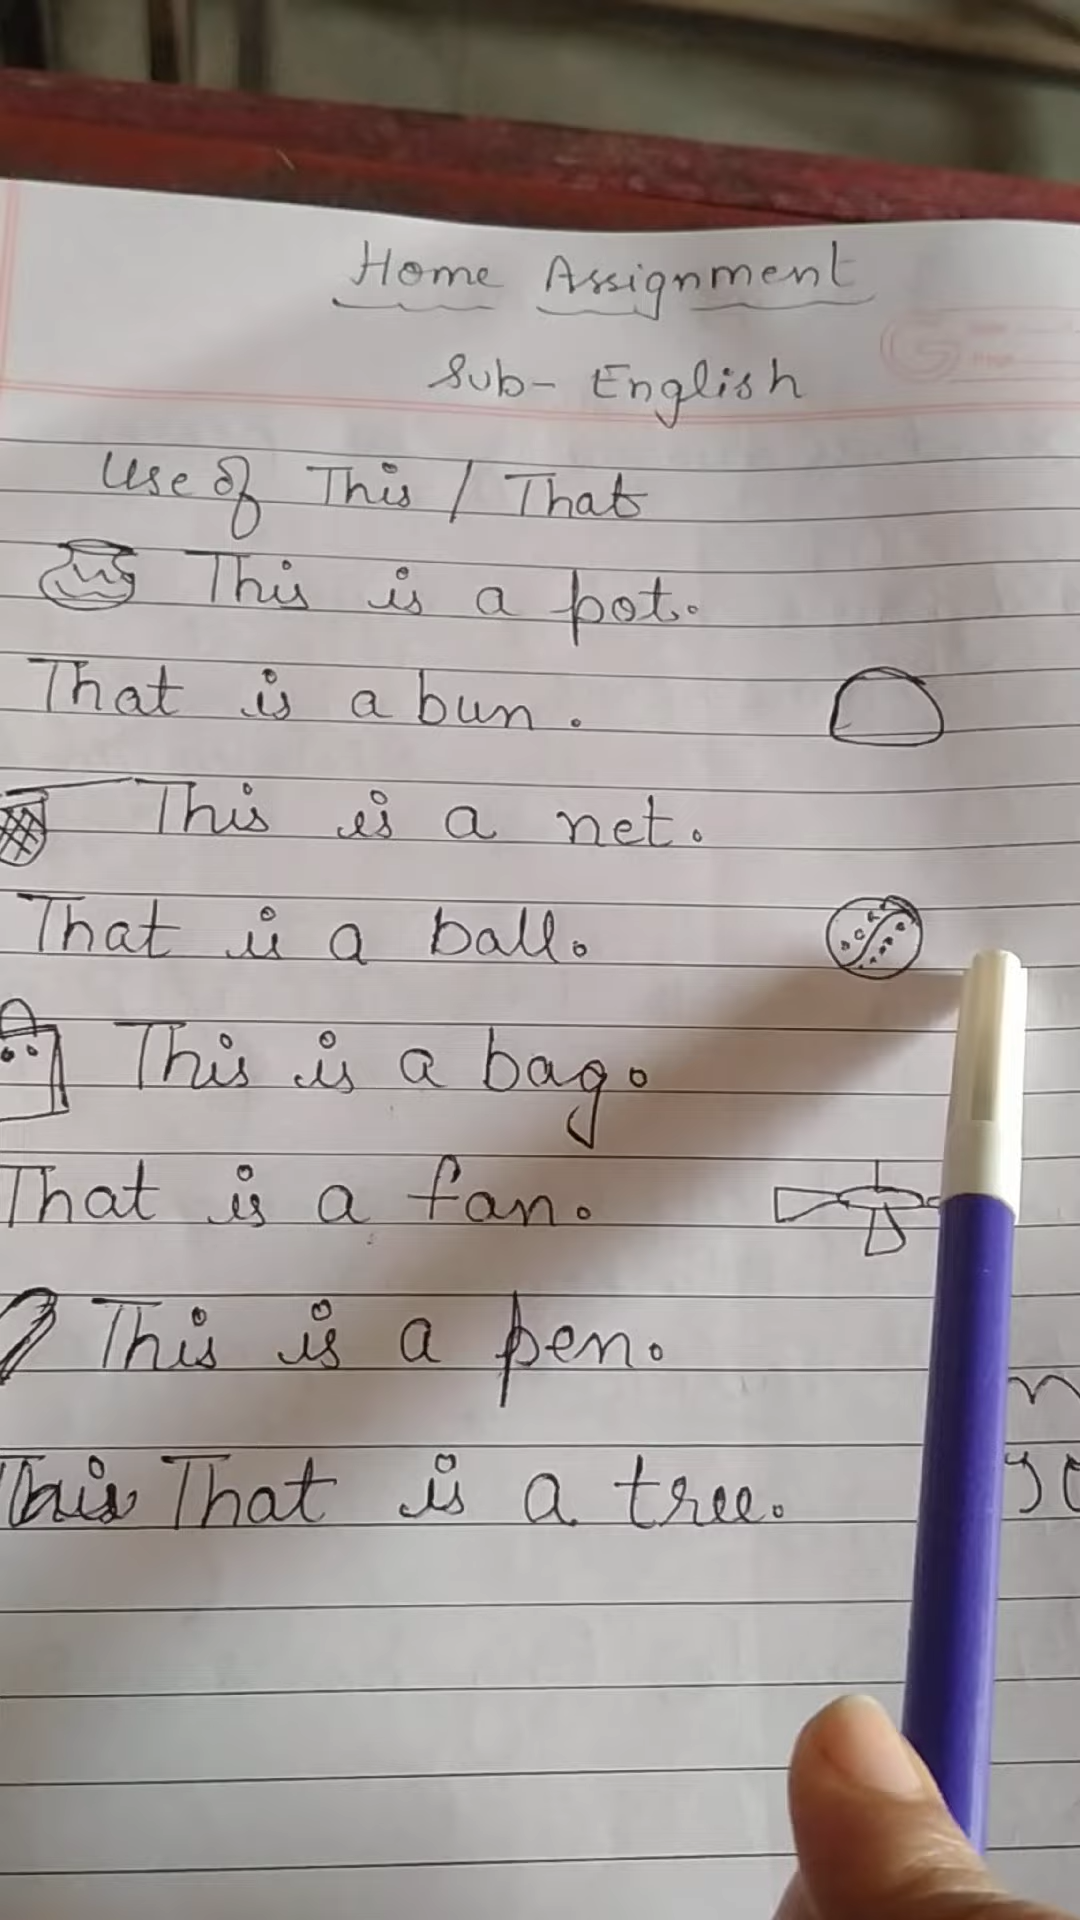 Home Assignment
Sub- English
Use of This / That
This is a pot.
That is a bun.
This is a net.
That is a ball.
This is a bag.
That is a fan.
This is a pen.
This That is a tree.